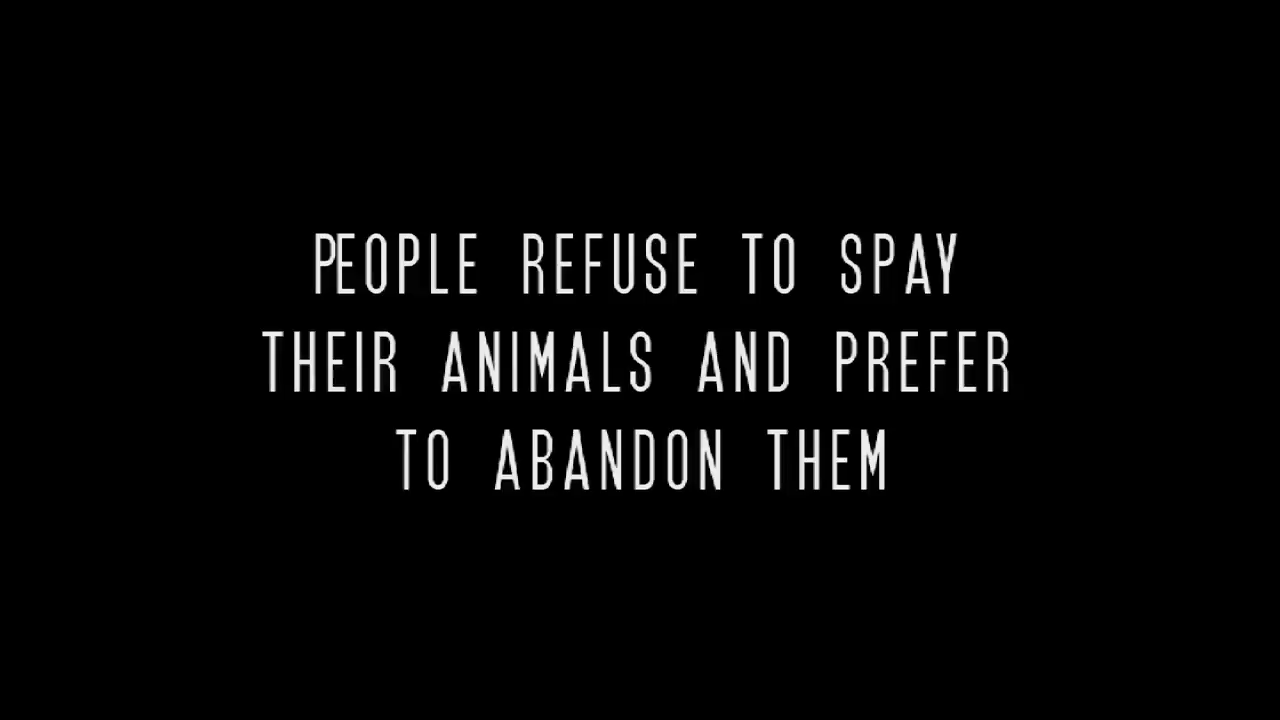 PEOPLE REFUSE TO SPAY
THEIR ANIMALS AND PREFER
TO ABANDON THEM